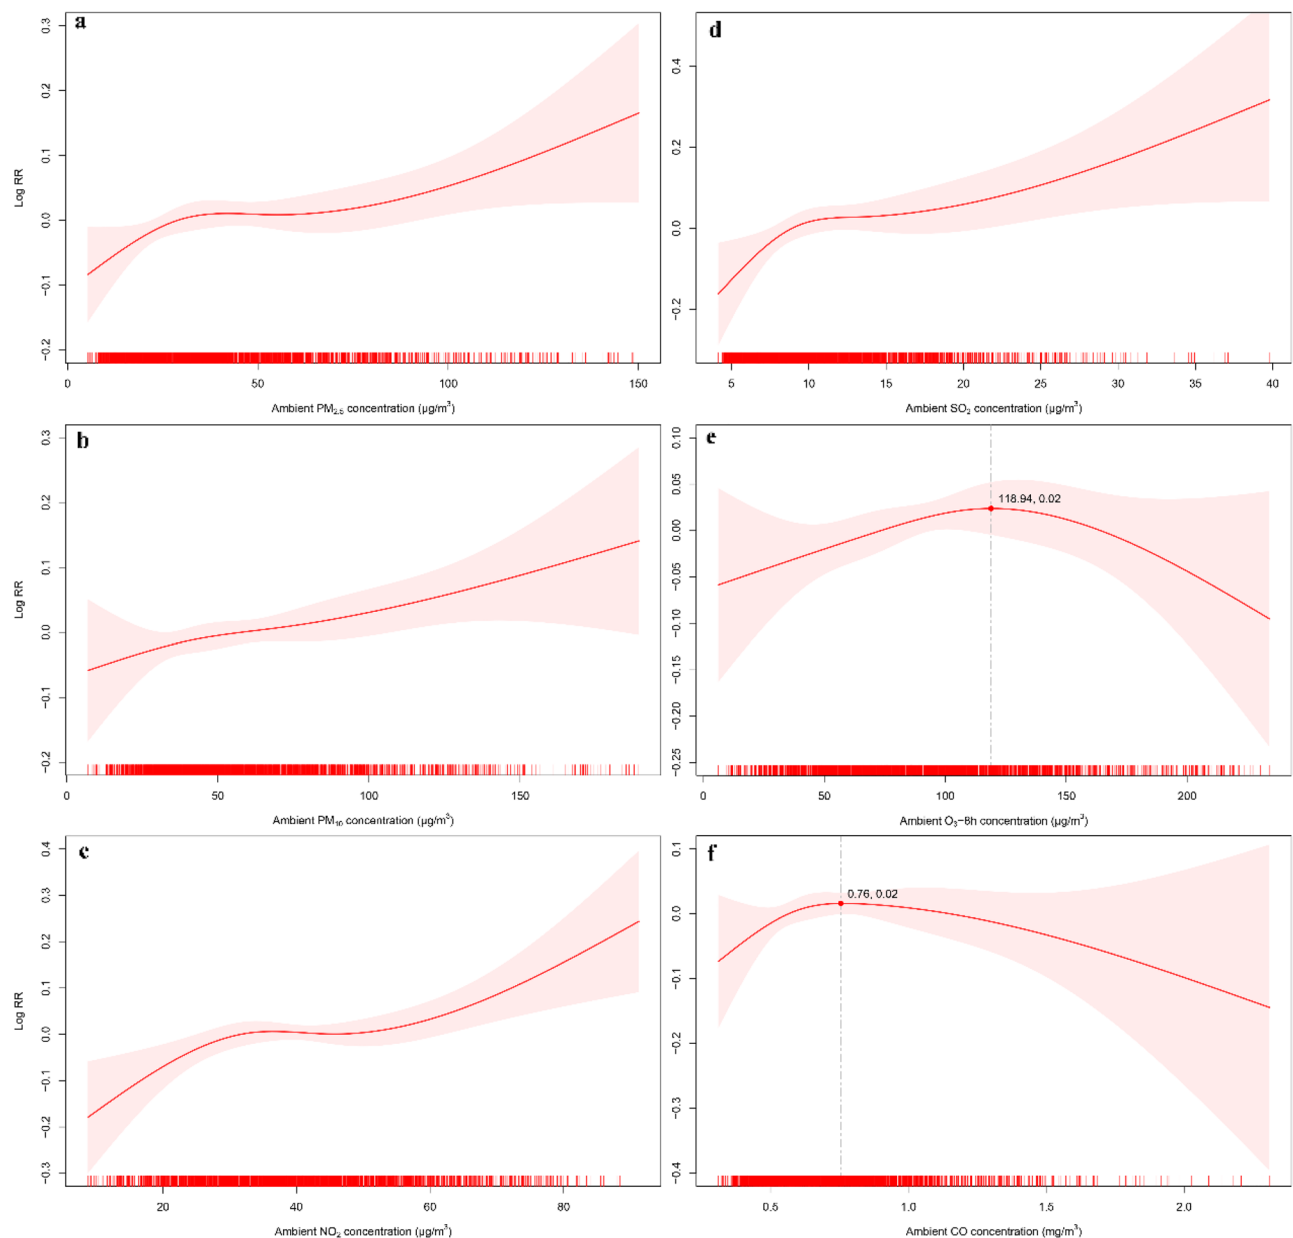 a
0.3
0.2
0.1
0.0
−0.1
−0.2
Log RR
0 50 100 150
Ambient PM2.5 concentration (μg/m3)
d
0.4
0.2
0.0
−0.2
5 10 15 20 25 30 35 40
Ambient SO2 concentration (μg/m3)
b
0.3
0.2
0.1
0.0
−0.1
−0.2
Log RR
0 50 100 150
Ambient PM10 concentration (μg/m3)
e
0.10
0.05
0.00
−0.05
−0.10
−0.15
−0.20
−0.25
118.94, 0.02
0 50 100 150 200
Ambient O3−8h concentration (μg/m3)
c
0.4
0.3
0.2
0.1
0.0
−0.1
−0.2
−0.3
Log RR
20 40 60 80
Ambient NO2 concentration (μg/m3)
f
0.1
0.0
−0.1
−0.2
−0.3
−0.4
0.76, 0.02
0.5 1.0 1.5 2.0
Ambient CO concentration (mg/m3)